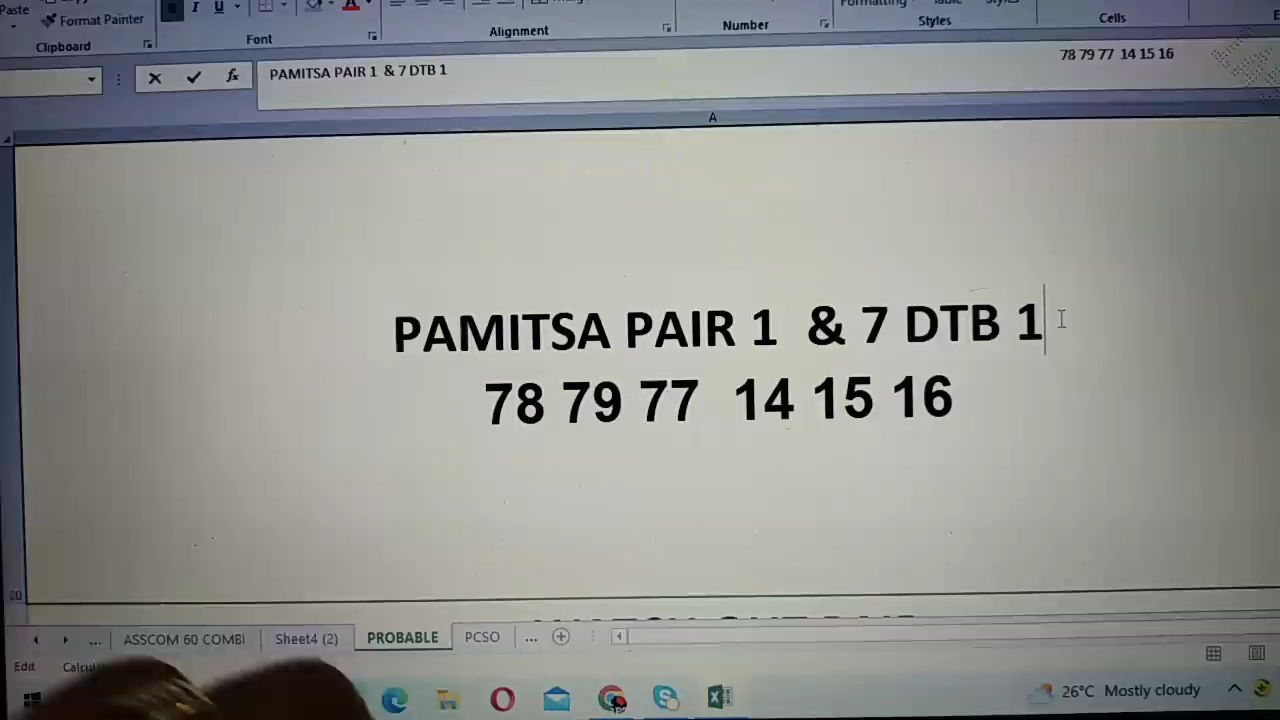 Paste
Format Painter
Clipboard
Font
Alignment
Number
Formatting
Styles
Cells
PAMITSA PAIR 1 & 7 DTB 1
78 79 77 14 15 16
A
PAMITSA PAIR 1 & 7 DTB 1
78 79 77 14 15 16
20
... ASSCOM 60 COMBI Sheet4 (2) PROBABLE PCSO ...
Edit
26°C Mostly cloudy